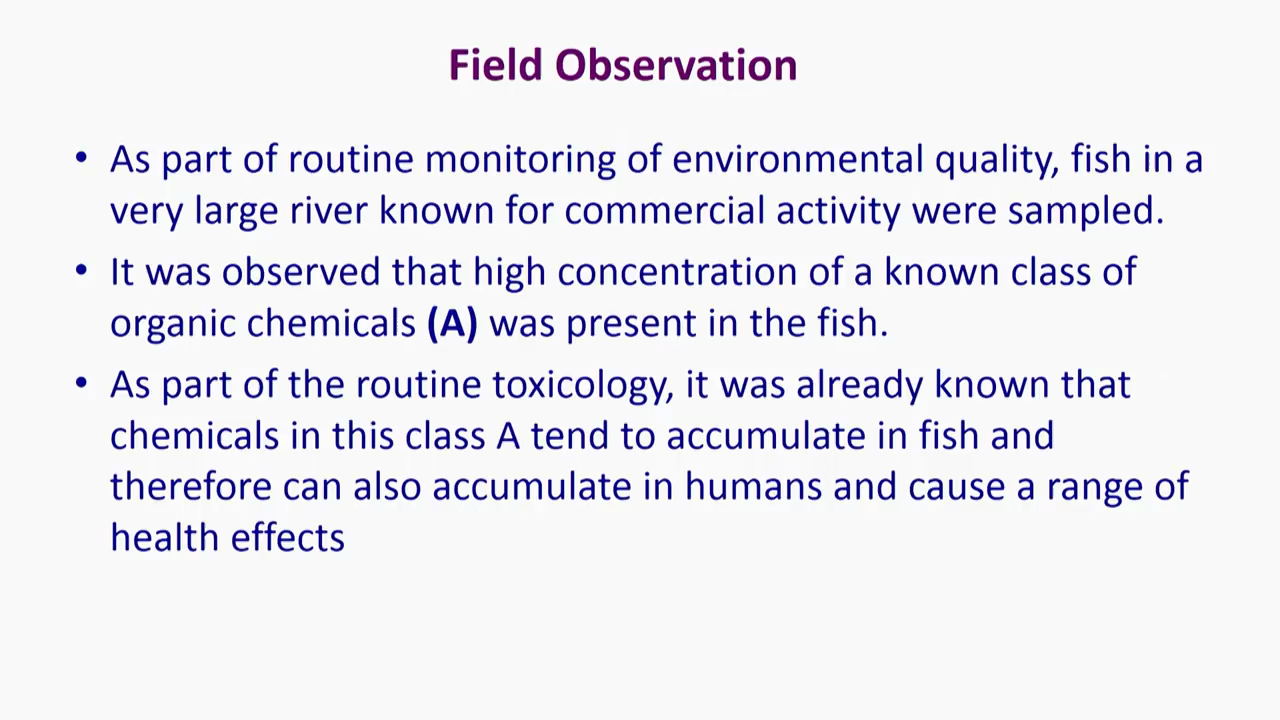 Field Observation
• As part of routine monitoring of environmental quality, fish in a
very large river known for commercial activity were sampled.
• It was observed that high concentration of a known class of
organic chemicals (A) was present in the fish.
• As part of the routine toxicology, it was already known that
chemicals in this class A tend to accumulate in fish and
therefore can also accumulate in humans and cause a range of
health effects